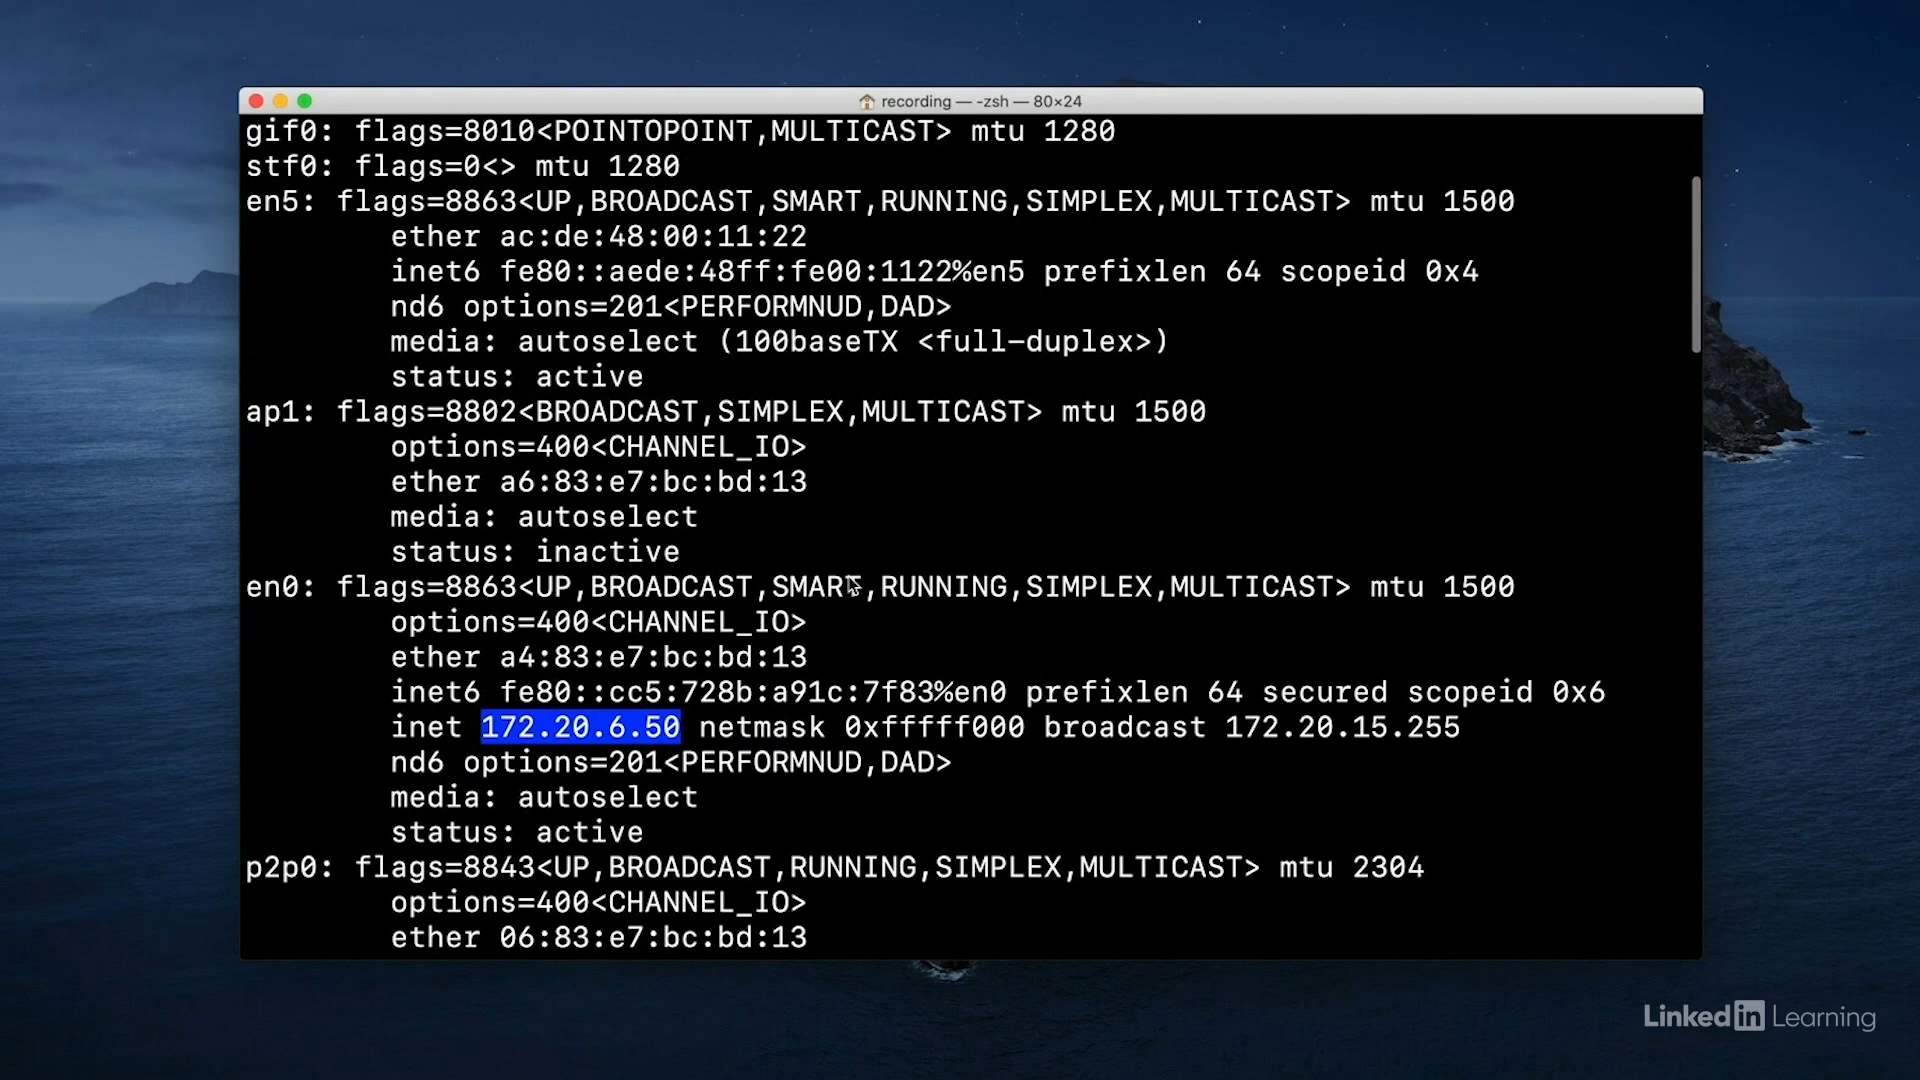 recording — -zsh — 80×24
gif0: flags=8010<POINTOPOINT,MULTICAST> mtu 1280
stf0: flags=0<> mtu 1280
en5: flags=8863<UP,BROADCAST,SMART,RUNNING,SIMPLEX,MULTICAST> mtu 1500
ether ac:de:48:00:11:22
inet6 fe80::aede:48ff:fe00:1122%en5 prefixlen 64 scopeid 0x4
nd6 options=201<PERFORMNUD,DAD>
media: autoselect (100baseTX <full-duplex>)
status: active
ap1: flags=8802<BROADCAST,SIMPLEX,MULTICAST> mtu 1500
options=400<CHANNEL_IO>
ether a6:83:e7:bc:bd:13
media: autoselect
status: inactive
en0: flags=8863<UP,BROADCAST,SMART,RUNNING,SIMPLEX,MULTICAST> mtu 1500
options=400<CHANNEL_IO>
ether a4:83:e7:bc:bd:13
inet6 fe80::cc5:728b:a91c:7f83%en0 prefixlen 64 secured scopeid 0x6
inet 172.20.6.50 netmask 0xfffff000 broadcast 172.20.15.255
nd6 options=201<PERFORMNUD,DAD>
media: autoselect
status: active
p2p0: flags=8843<UP,BROADCAST,RUNNING,SIMPLEX,MULTICAST> mtu 2304
options=400<CHANNEL_IO>
ether 06:83:e7:bc:bd:13
LinkedIn Learning